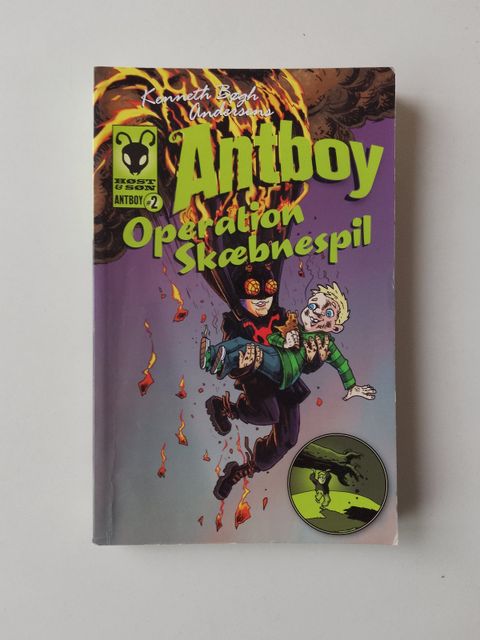 Kenneth Bøgh
Andersens
HØST
& SØN
ANTBOY #2
Antboy
Operation
Skæbnespil